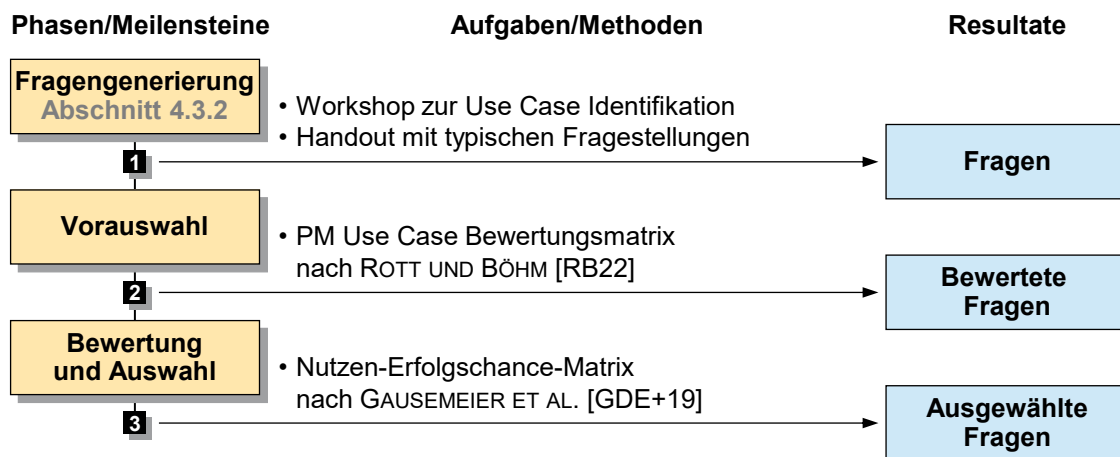 Phasen/Meilensteine
Aufgaben/Methoden
Resultate
Fragengenerierung
Abschnitt 4.3.2
• Workshop zur Use Case Identifikation
• Handout mit typischen Fragestellungen
1
Fragen
Vorauswahl
• PM Use Case Bewertungsmatrix
nach ROTT UND BÖHM [RB22]
2
Bewertete
Fragen
Bewertung
und Auswahl
• Nutzen-Erfolgschance-Matrix
nach GAUSEMEIER ET AL. [GDE+19]
3
Ausgewählte
Fragen